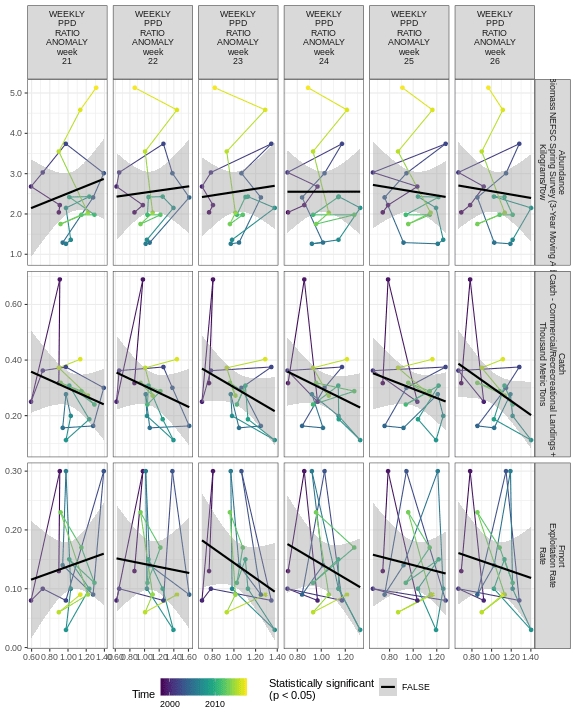 WEEKLY PPD RATIO ANOMALY week 21
WEEKLY PPD RATIO ANOMALY week 22
WEEKLY PPD RATIO ANOMALY week 23
WEEKLY PPD RATIO ANOMALY week 24
WEEKLY PPD RATIO ANOMALY week 25
WEEKLY PPD RATIO ANOMALY week 26
5.0
4.0
3.0
2.0
1.0
Abundance
Biomass NEFSC Spring Survey (3-Year Moving A
Kilograms/Tow
0.60
0.40
0.20
Catch
Catch - Commercial/Recreational Landings +
Thousand Metric Tons
0.30
0.20
0.10
0.00
Fmort
Exploitation Rate
Rate
0.60 0.80 1.00 1.20 1.40
0.60 0.80 1.00 1.20 1.40 1.60
0.80 1.00 1.20 1.40
0.80 1.00 1.20
0.80 1.00 1.20
0.80 1.00 1.20 1.40
Time
2000 2010
Statistically significant
(p < 0.05)
FALSE